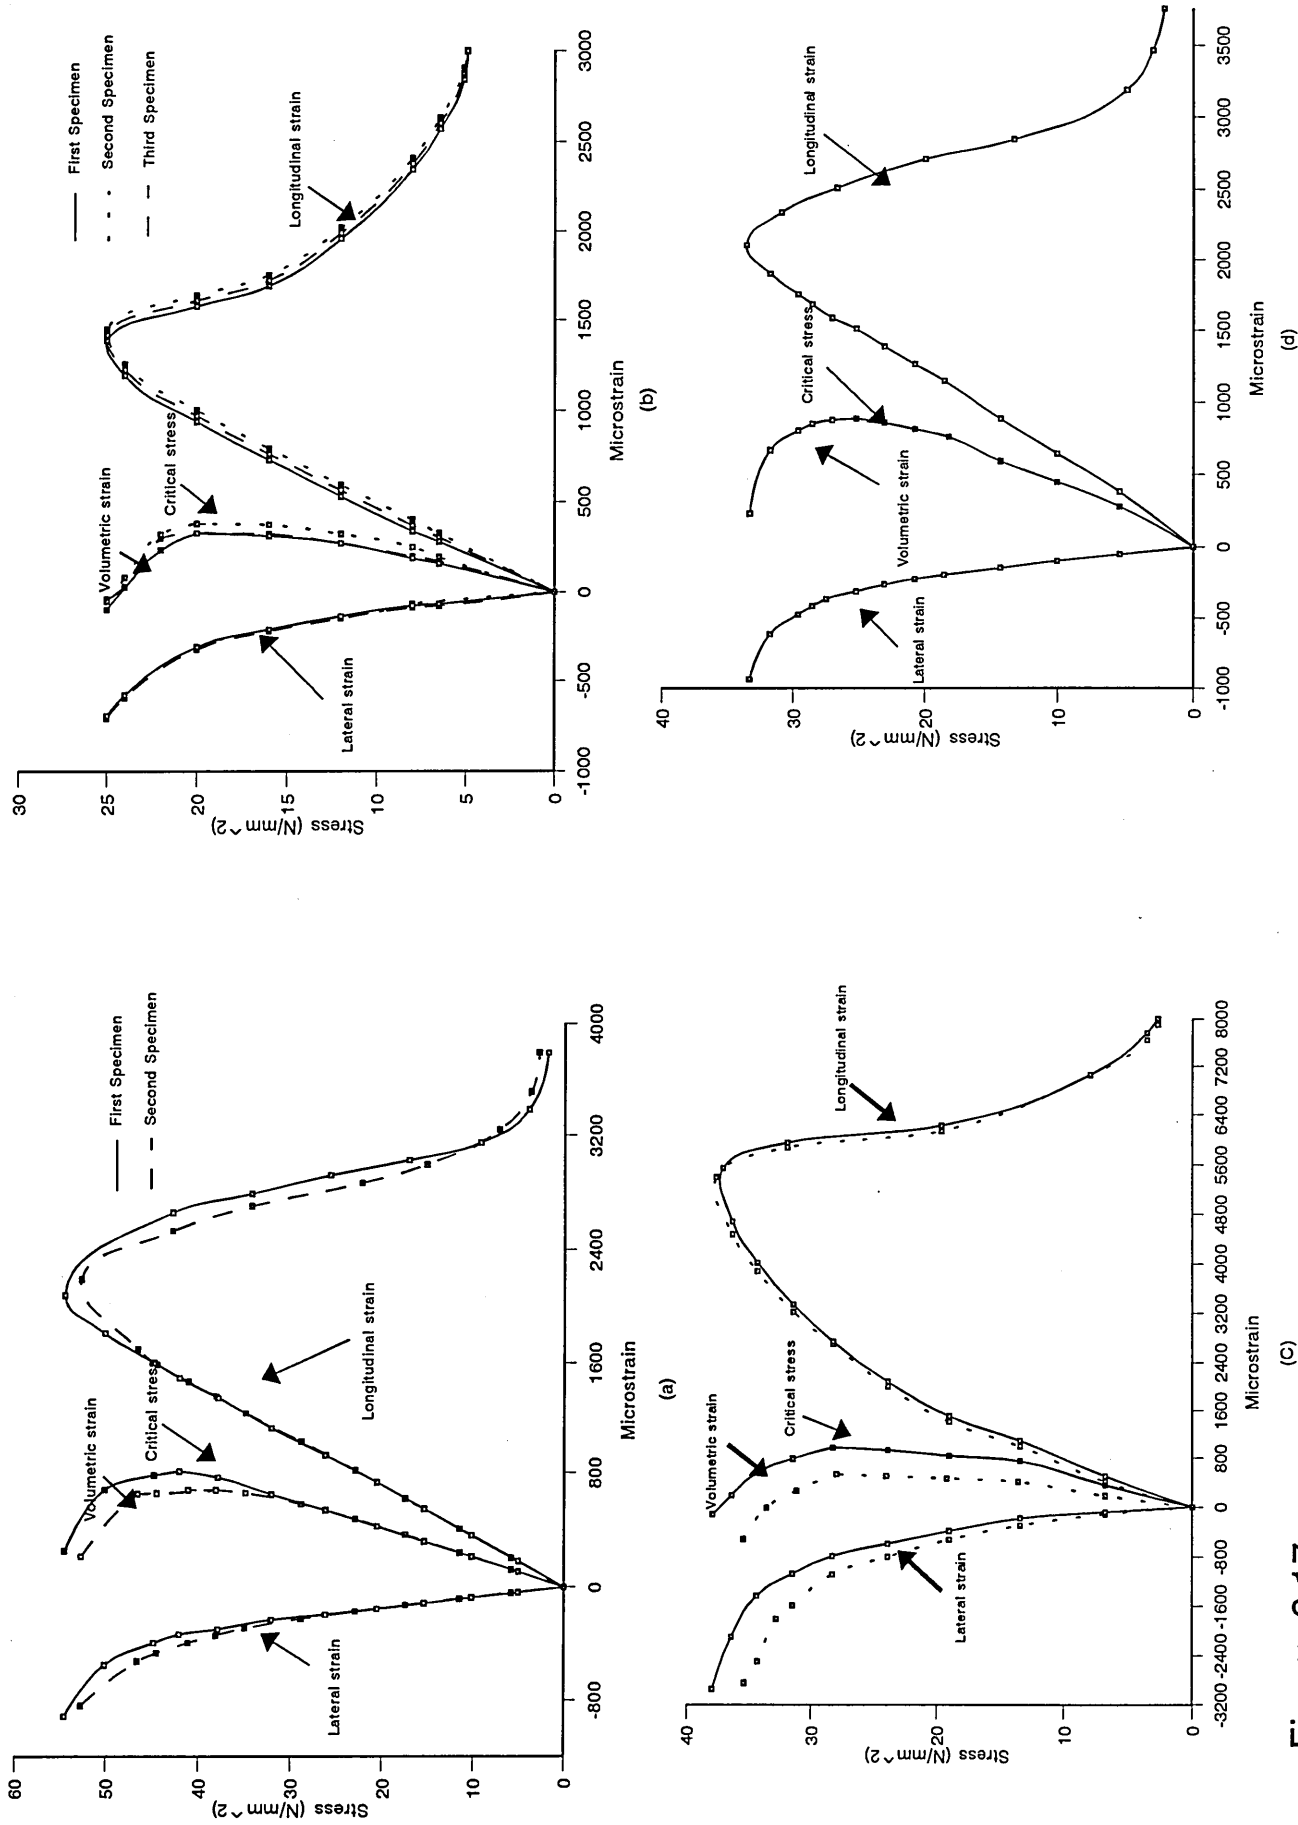 60
50
40
30
20
10
0
Stress (N/mm^2)
-800
0
800
1600
2400
3200
4000
Microstrain
(a)
First Specimen
Second Specimen
Volumetric strain
Critical stress
Longitudinal strain
Lateral strain
30
25
20
15
10
5
0
Stress (N/mm^2)
-1000
-500
0
500
1000
1500
2000
2500
3000
Microstrain
(b)
First Specimen
Second Specimen
Third Specimen
Volumetric strain
Critical stress
Longitudinal strain
Lateral strain
40
30
20
10
0
Stress (N/mm^2)
-3200 -2400 -1600 -800 0 800 1600 2400 3200 4000 4800 5600 6400 7200 8000
Microstrain
(C)
Volumetric strain
Critical stress
Longitudinal strain
Lateral strain
40
30
20
10
0
Stress (N/mm^2)
-1000
-500
0
500
1000
1500
2000
2500
3000
3500
Microstrain
(d)
Critical stress
Longitudinal strain
Volumetric strain
Lateral strain